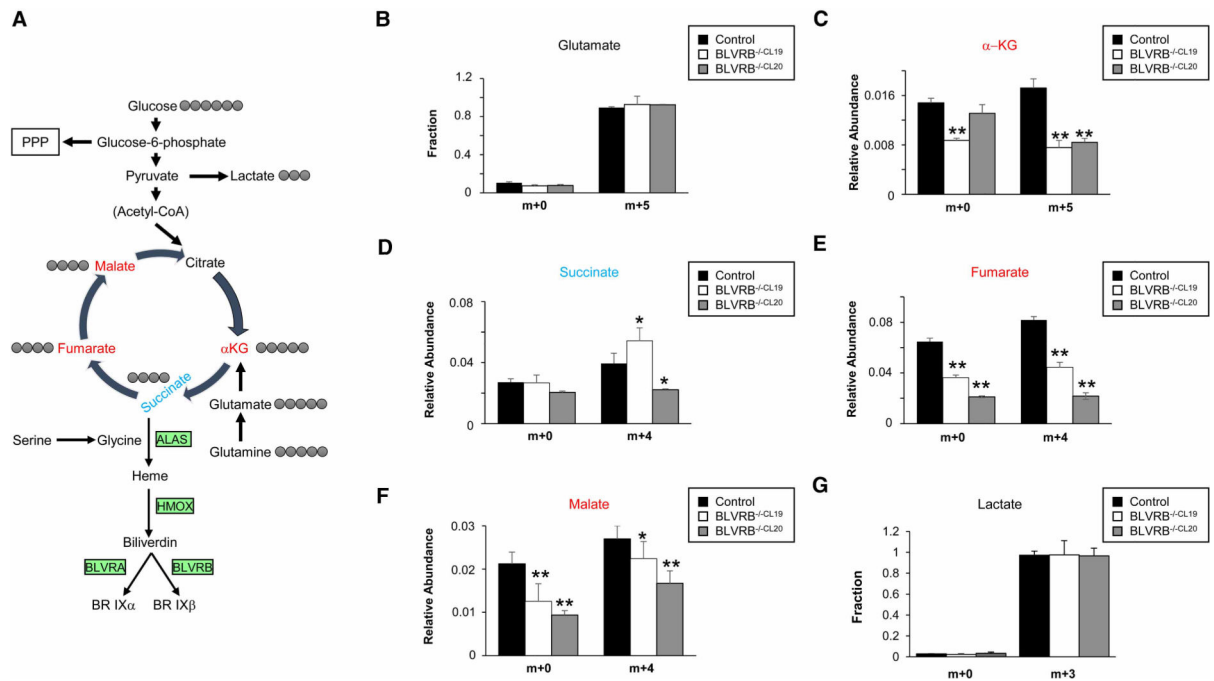 A
Glucose
PPP
Glucose-6-phosphate
Pyruvate
Lactate
(Acetyl-CoA)
Malate
Citrate
Fumarate
αKG
Succinate
Glutamate
Serine
Glycine
ALAS
Glutamine
Heme
HMOX
Biliverdin
BLVRA
BLVRB
BR IXα
BR IXβ
B
Glutamate
Control
BLVRB-/-CL19
BLVRB-/-CL20
Fraction
1.2
0.8
0.4
0
m+0
m+5
C
α–KG
Control
BLVRB-/-CL19
BLVRB-/-CL20
Relative Abundance
0.016
0.008
0
**
** **
m+0
m+5
D
Succinate
Control
BLVRB-/-CL19
BLVRB-/-CL20
Relative Abundance
0.08
0.04
0
*
*
m+0
m+4
E
Fumarate
Control
BLVRB-/-CL19
BLVRB-/-CL20
Relative Abundance
0.08
0.04
0
**
**
**
**
m+0
m+4
F
Malate
Control
BLVRB-/-CL19
BLVRB-/-CL20
Relative Abundance
0.03
0.02
0.01
0
**
**
*
**
m+0
m+4
G
Lactate
Control
BLVRB-/-CL19
BLVRB-/-CL20
Fraction
1.2
1
0.8
0.6
0.4
0.2
0
m+0
m+3